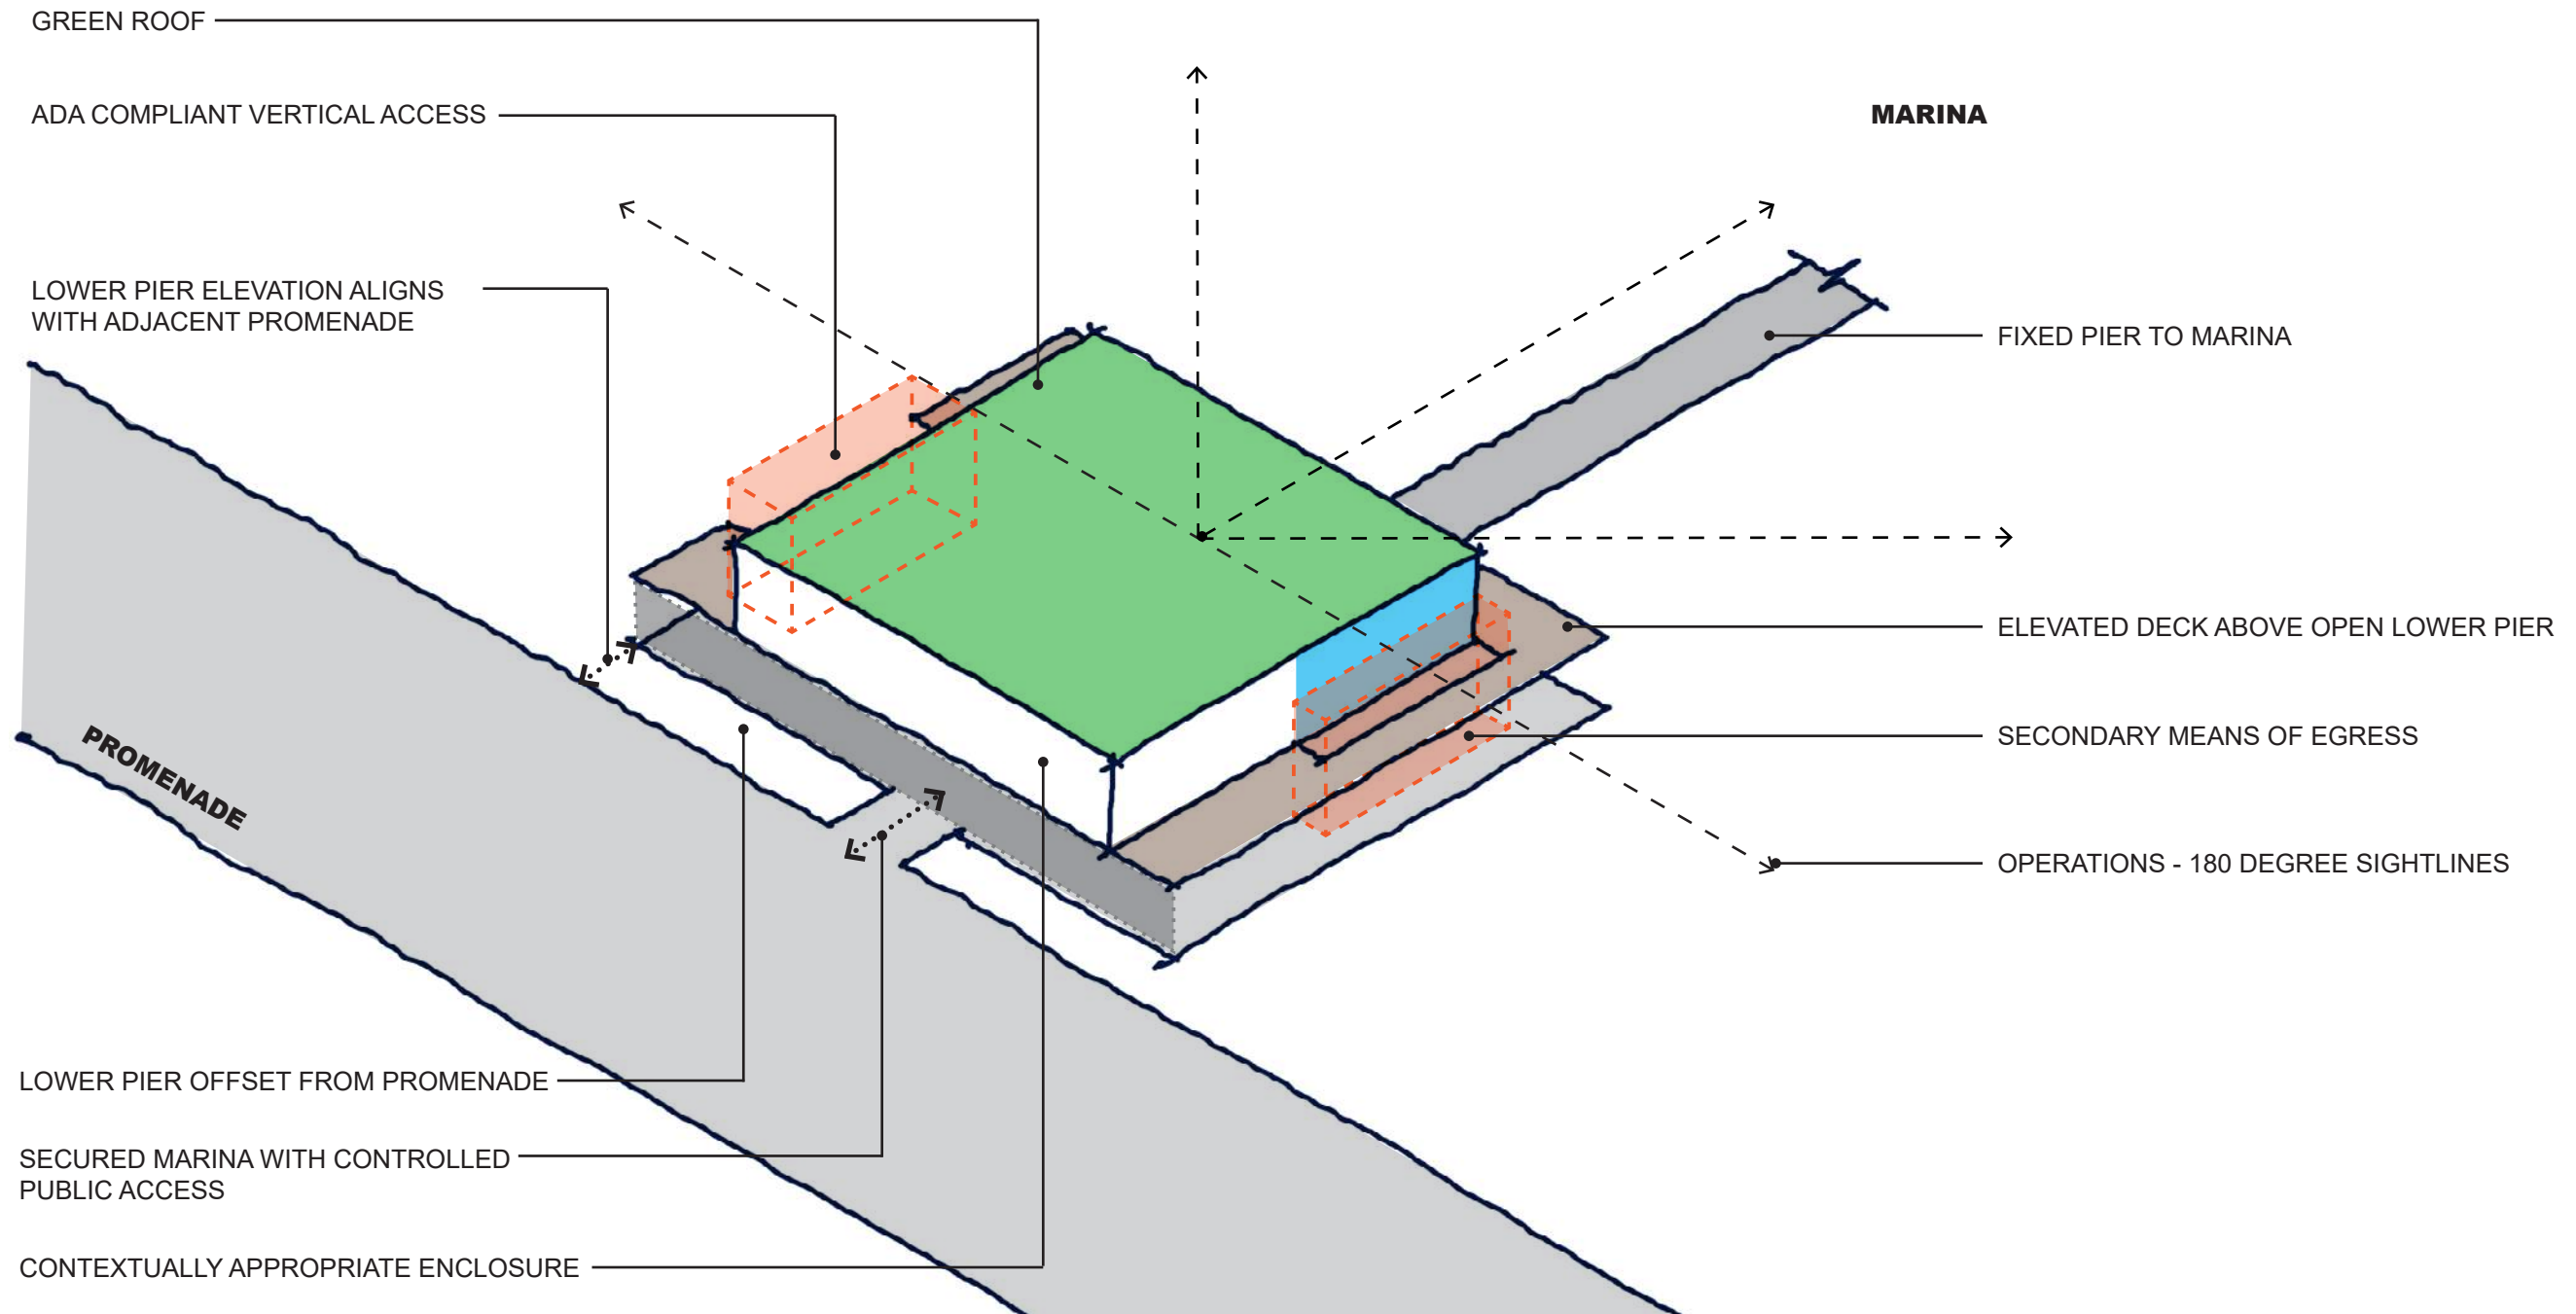 GREEN ROOF
ADA COMPLIANT VERTICAL ACCESS
MARINA
LOWER PIER ELEVATION ALIGNS
WITH ADJACENT PROMENADE
FIXED PIER TO MARINA
ELEVATED DECK ABOVE OPEN LOWER PIER
SECONDARY MEANS OF EGRESS
PROMENADE
OPERATIONS - 180 DEGREE SIGHTLINES
LOWER PIER OFFSET FROM PROMENADE
SECURED MARINA WITH CONTROLLED
PUBLIC ACCESS
CONTEXTUALLY APPROPRIATE ENCLOSURE